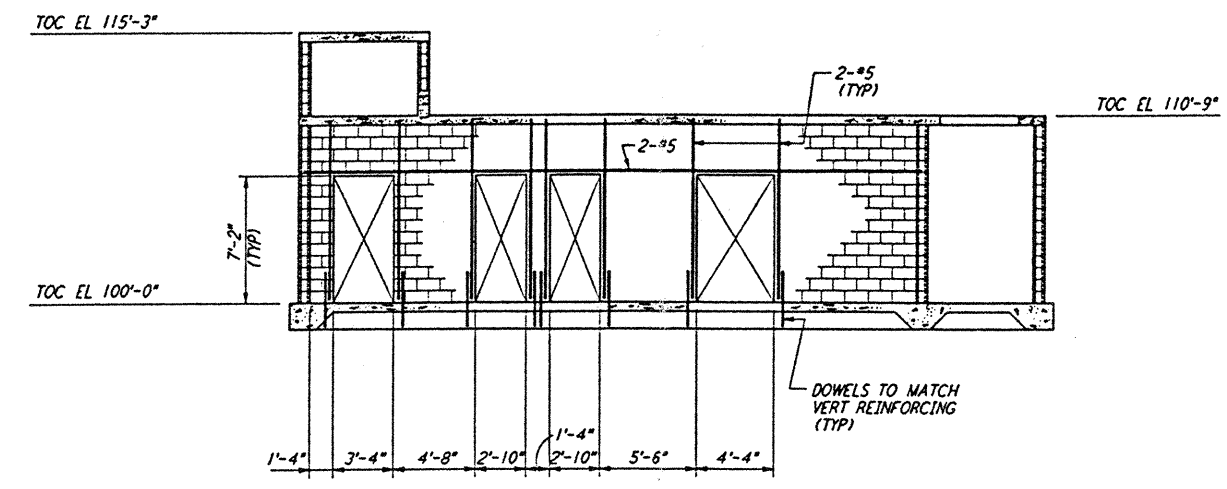 TOC EL 115'-3"
2-#5
(TYP)
TOC EL 110'-9"
2-#5
7'-2"
(TYP)
TOC EL 100'-0"
DOWELS TO MATCH
VERT REINFORCING
(TYP)
1'-4"
1'-4" 3'-4" 4'-8" 2'-10" 2'-10" 5'-6" 4'-4"